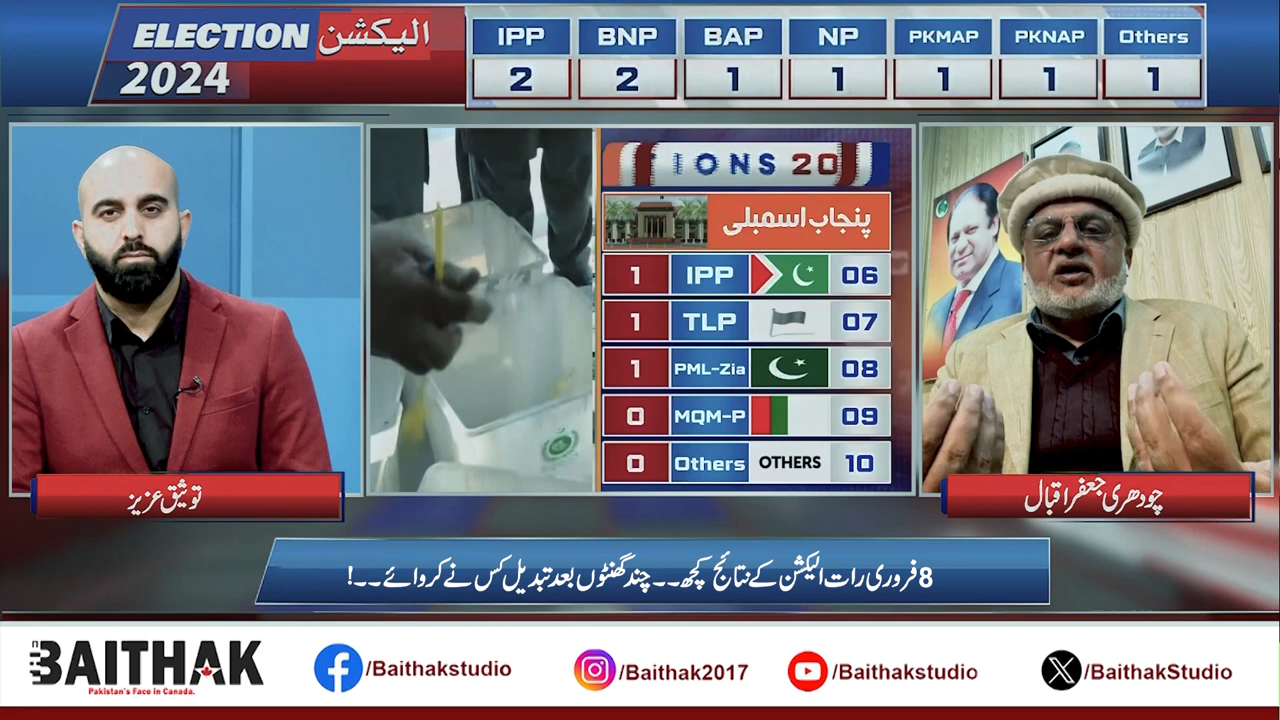 ELECTION الیکشن
2024
IPP BNP BAP NP PKMAP PKNAP Others
2 2 1 1 1 1 1
IONS 20
پنجاب اسمبلی
1 IPP 06
1 TLP 07
1 PML-Zia 08
0 MQM-P 09
0 Others OTHERS 10
توثیق عزیز
چودھری جعفر اقبال
8 فروری رات الیکشن کے نتائج کچھ۔۔ چند گھنٹوں بعد تبدیل کس نے کروائے۔۔!
BAITHAK
Pakistan's Face in Canada.
/Baithakstudio
/Baithak2017
/Baithakstudio
/BaithakStudio